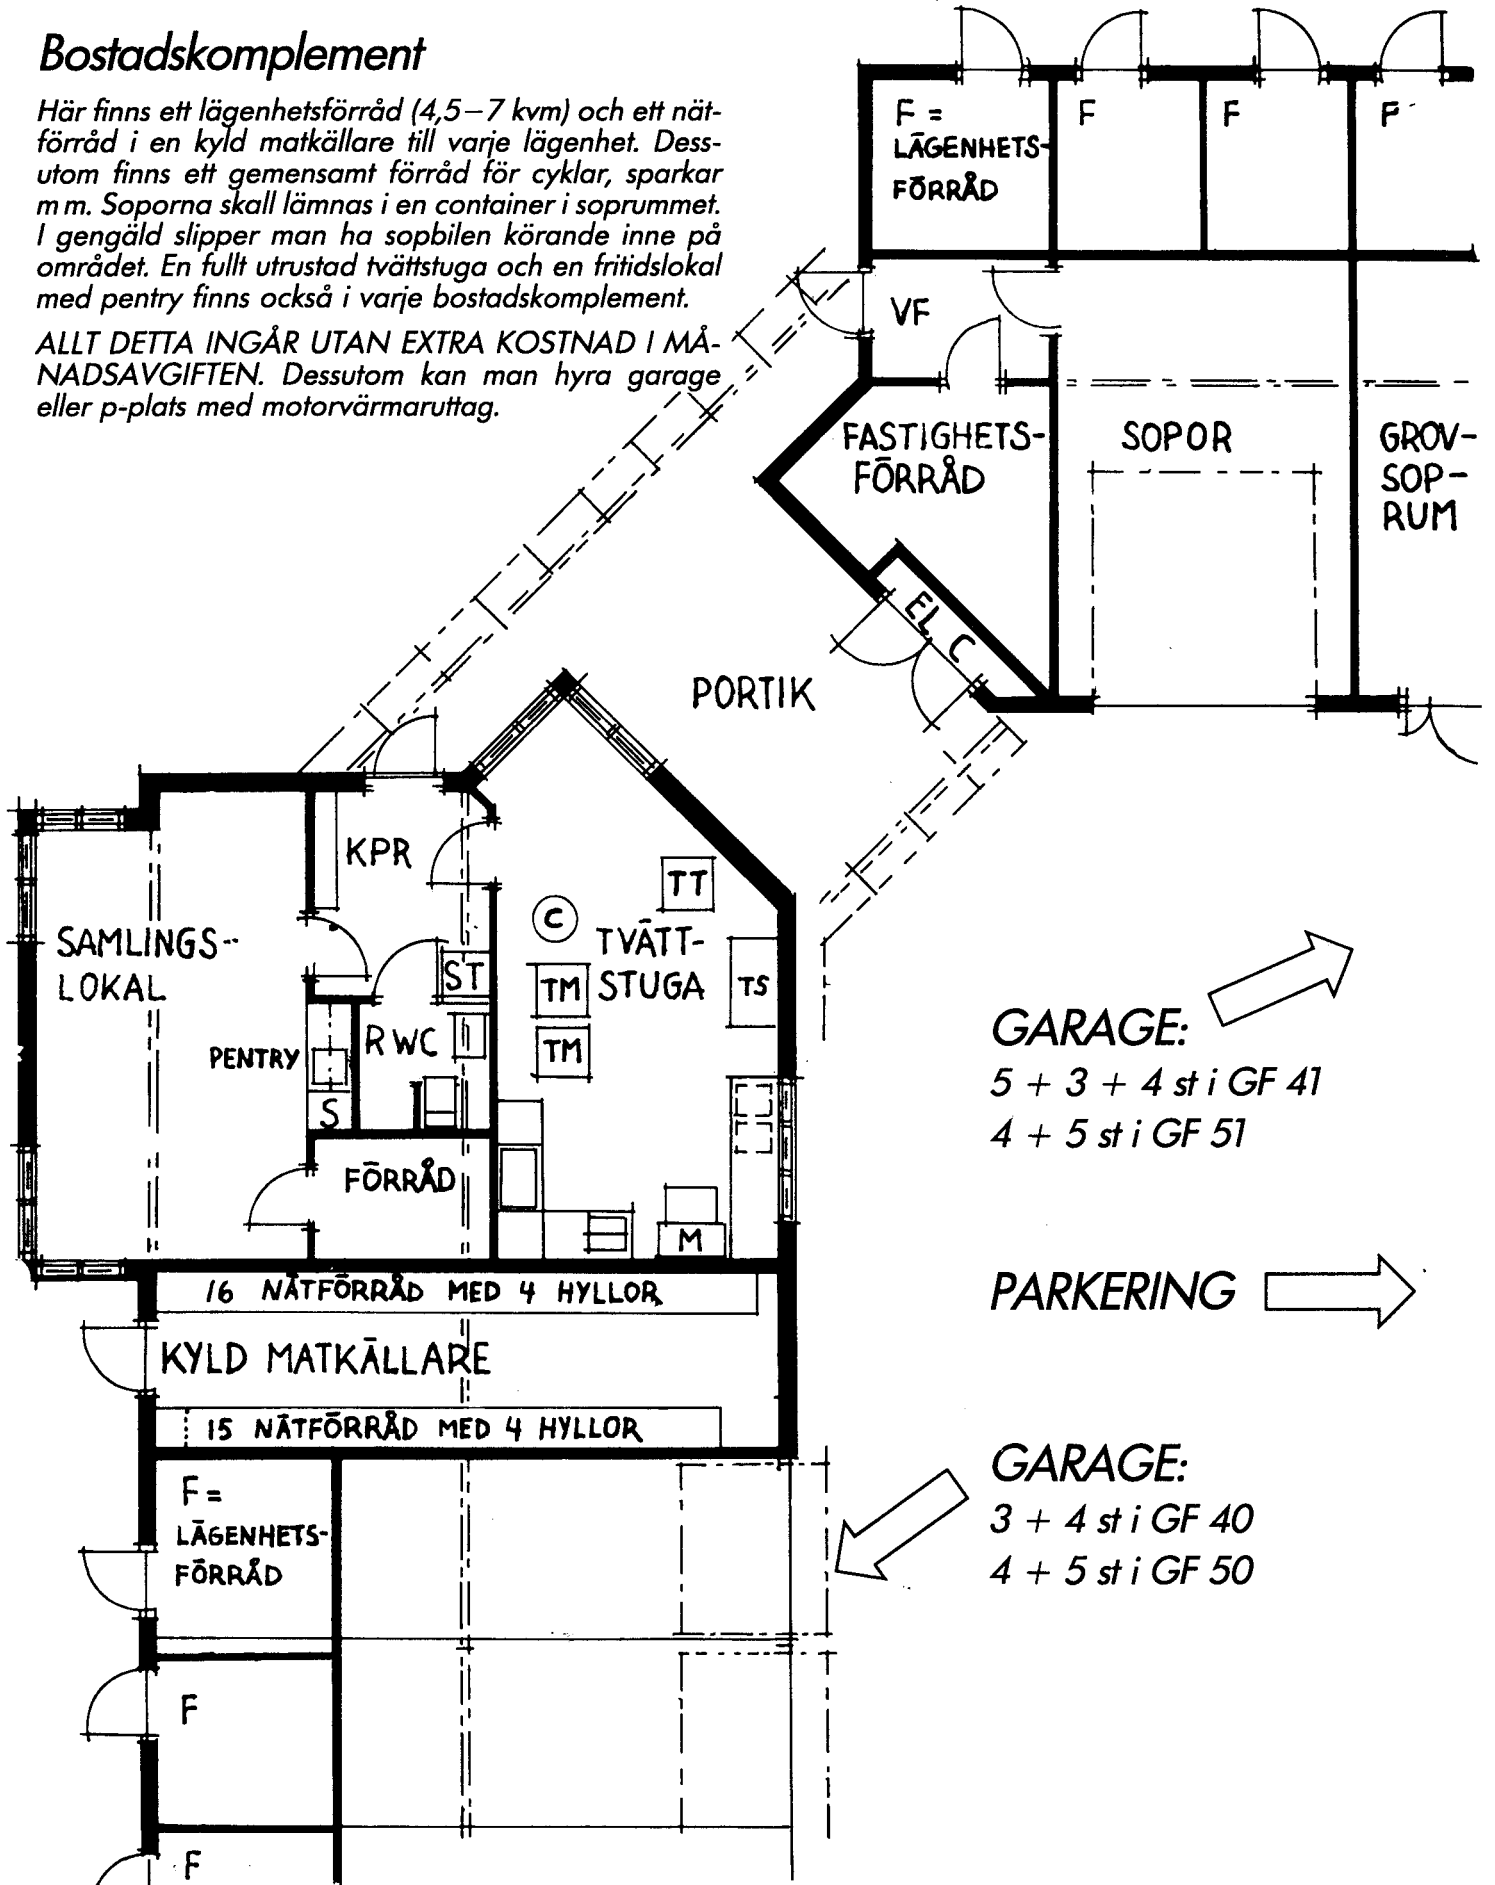 Bostadskomplement
Här finns ett lägenhetsförråd (4,5–7 kvm) och ett nät-
förråd i en kyld matkällare till varje lägenhet. Dess-
utom finns ett gemensamt förråd för cyklar, sparkar
m m. Soporna skall lämnas i en container i soprummet.
I gengäld slipper man ha sopbilen körande inne på
området. En fullt utrustad tvättstuga och en fritidslokal
med pentry finns också i varje bostadskomplement.
ALLT DETTA INGÅR UTAN EXTRA KOSTNAD I MÅ-
NADSAVGIFTEN. Dessutom kan man hyra garage
eller p-plats med motorvärmaruttag.
F =
LÄGENHETS-
FÖRRÅD
F
F
F
VF
FASTIGHETS-
FÖRRÅD
SOPOR
GROV-
SOP-
RUM
EL C
PORTIK
KPR
TT
C
SAMLINGS-
LOKAL
TVÄTT-
STUGA
ST
TM
TS
TM
PENTRY
RWC
S
FÖRRÅD
M
16 NÄTFÖRRÅD MED 4 HYLLOR
KYLD MATKÄLLARE
15 NÄTFÖRRÅD MED 4 HYLLOR
F =
LÄGENHETS-
FÖRRÅD
F
F
GARAGE:
5 + 3 + 4 st i GF 41
4 + 5 st i GF 51
PARKERING
GARAGE:
3 + 4 st i GF 40
4 + 5 st i GF 50